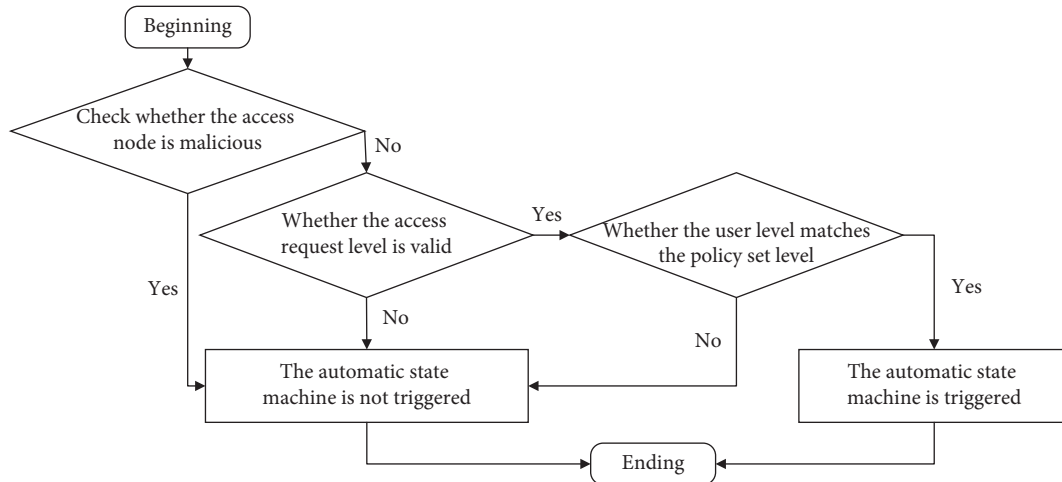 Beginning
Check whether the access
node is malicious
No
Whether the access
request level is valid
Yes
Whether the user level matches
the policy set level
Yes
No
No
Yes
The automatic state
machine is not triggered
The automatic state
machine is triggered
Ending